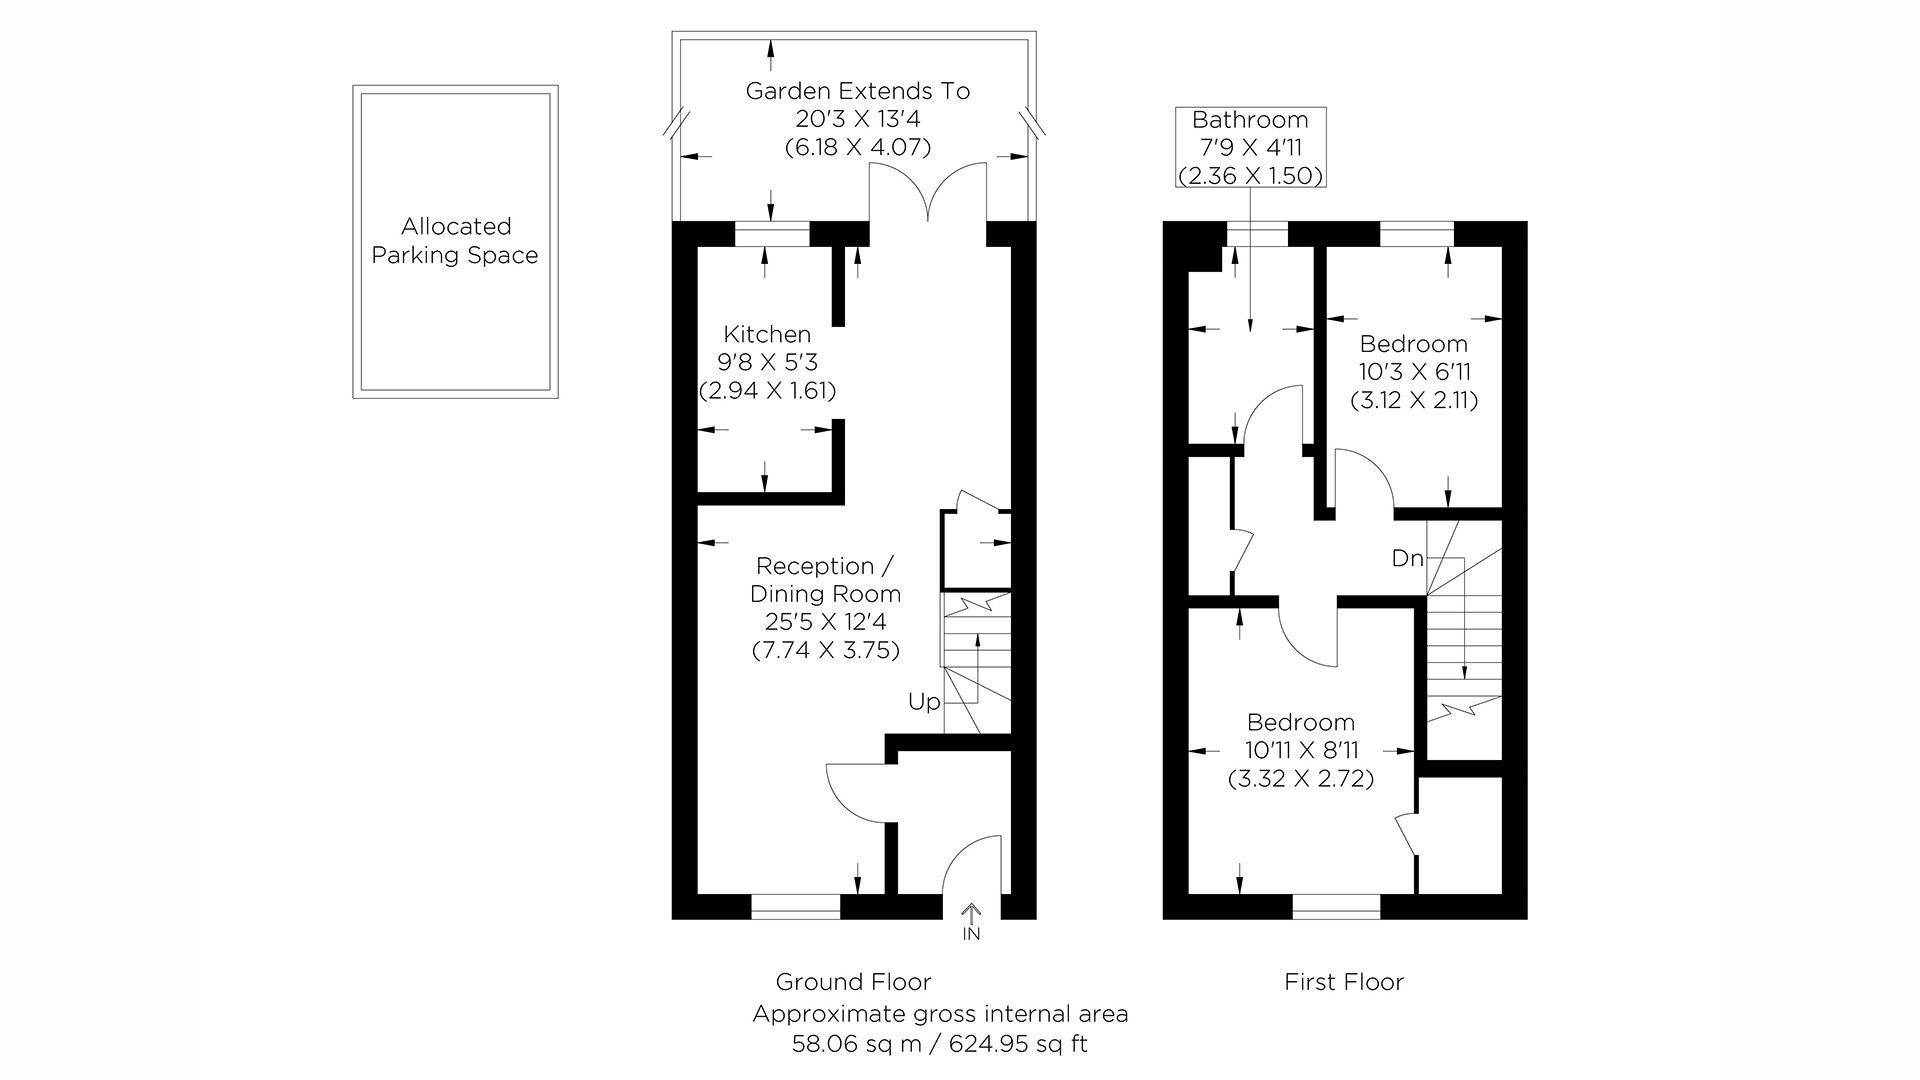 Allocated
Parking Space
Garden Extends To
20'3 X 13'4
(6.18 X 4.07)
Kitchen
9'8 X 5'3
(2.94 X 1.61)
Reception /
Dining Room
25'5 X 12'4
(7.74 X 3.75)
Up
IN
Bathroom
7'9 X 4'11
(2.36 X 1.50)
Bedroom
10'3 X 6'11
(3.12 X 2.11)
Dn
Bedroom
10'11 X 8'11
(3.32 X 2.72)
Ground Floor
First Floor
Approximate gross internal area
58.06 sq m / 624.95 sq ft